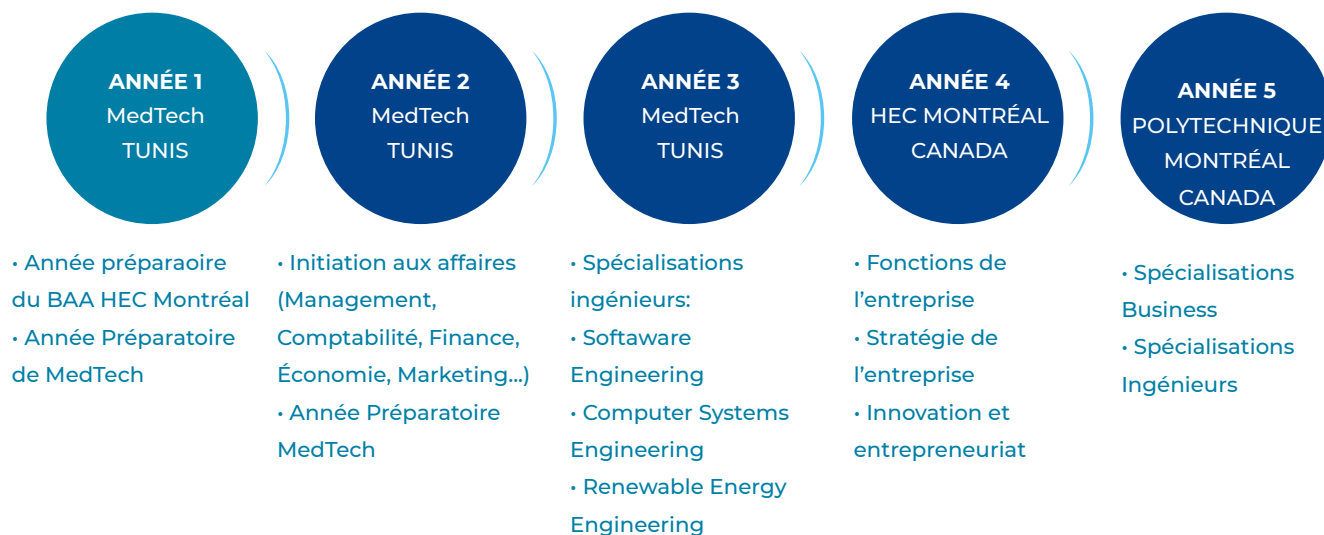 ANNÉE 1
MedTech
TUNIS
• Année préparaoire
du BAA HEC Montréal
• Année Préparatoire
de MedTech
ANNÉE 2
MedTech
TUNIS
• Initiation aux affaires
(Management,
Comptabilité, Finance,
Économie, Marketing...)
• Année Préparatoire
MedTech
ANNÉE 3
MedTech
TUNIS
• Spécialisations
ingénieurs:
• Softaware
Engineering
• Computer Systems
Engineering
• Renewable Energy
Engineering
ANNÉE 4
HEC MONTRÉAL
CANADA
• Fonctions de
l’entreprise
• Stratégie de
l’entreprise
• Innovation et
entrepreneuriat
ANNÉE 5
POLYTECHNIQUE
MONTRÉAL
CANADA
• Spécialisations
Business
• Spécialisations
Ingénieurs